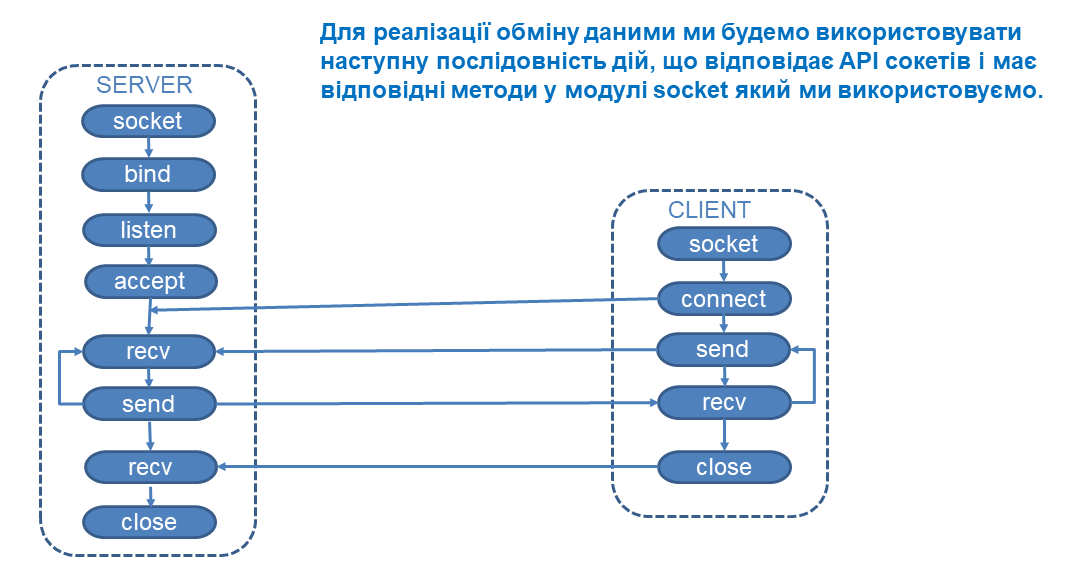 Для реалізації обміну даними ми будемо використовувати
наступну послідовність дій, що відповідає API сокетів і має
відповідні методи у модулі socket який ми використовуємо.
SERVER
socket
bind
listen
accept
recv
send
recv
close
CLIENT
socket
connect
send
recv
close